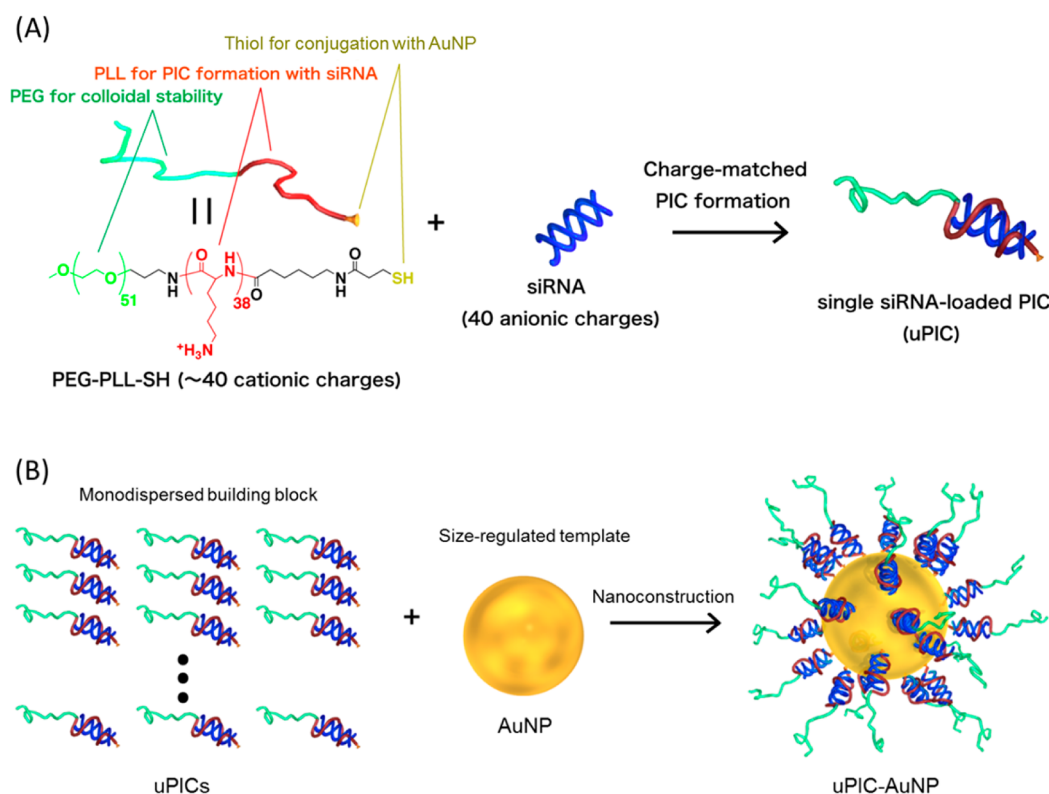 (A)
Thiol for conjugation with AuNP
PLL for PIC formation with siRNA
PEG for colloidal stability
Charge-matched
PIC formation
+
siRNA
(40 anionic charges)
single siRNA-loaded PIC
(uPIC)
O
O
51
N
H
O
H
N
38
O
N
H
O
SH
+H3N
PEG-PLL-SH (~40 cationic charges)
(B)
Monodispersed building block
Size-regulated template
+
Nanoconstruction
AuNP
uPICs
uPIC-AuNP